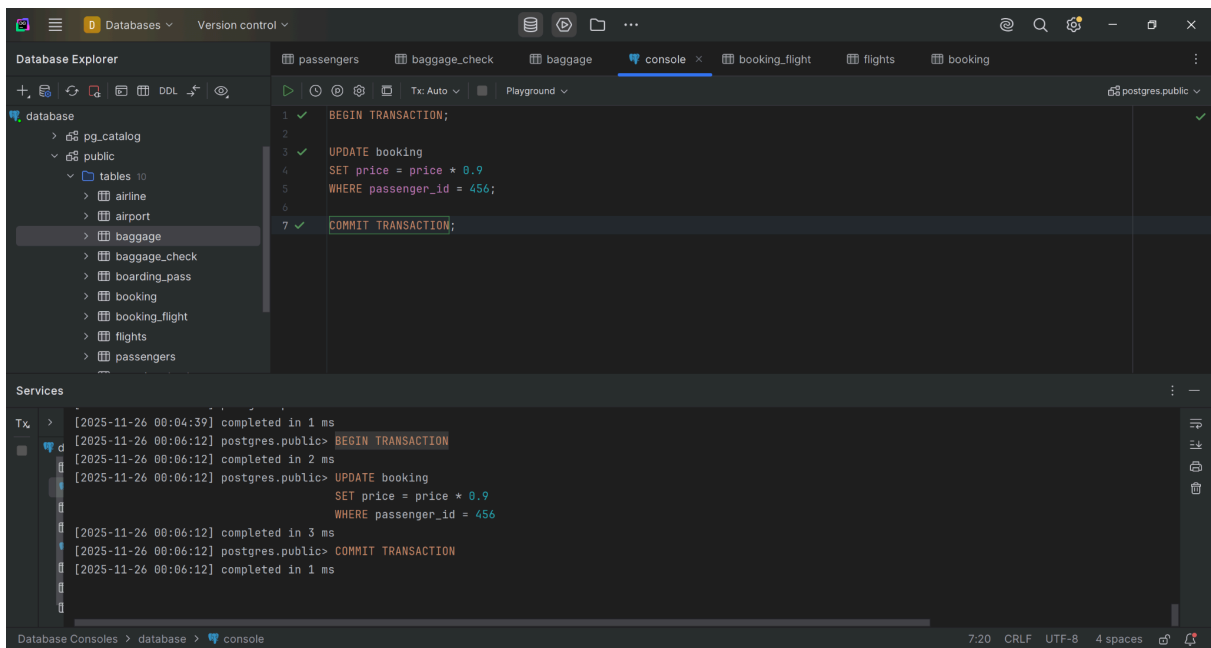 D Databases Version control
Database Explorer
passengers baggage_check baggage console booking_flight flights booking
DDL Tx: Auto Playground postgres.public
database
pg_catalog
public
tables 10
airline
airport
baggage
baggage_check
boarding_pass
booking
booking_flight
flights
passengers
1 BEGIN TRANSACTION;
2
3 UPDATE booking
4 SET price = price * 0.9
5 WHERE passenger_id = 456;
6
7 COMMIT TRANSACTION;
Services
Tx
[2025-11-26 00:04:39] completed in 1 ms
[2025-11-26 00:06:12] postgres.public> BEGIN TRANSACTION
[2025-11-26 00:06:12] completed in 2 ms
[2025-11-26 00:06:12] postgres.public> UPDATE booking
SET price = price * 0.9
WHERE passenger_id = 456
[2025-11-26 00:06:12] completed in 3 ms
[2025-11-26 00:06:12] postgres.public> COMMIT TRANSACTION
[2025-11-26 00:06:12] completed in 1 ms
Database Consoles > database > console 7:20 CRLF UTF-8 4 spaces